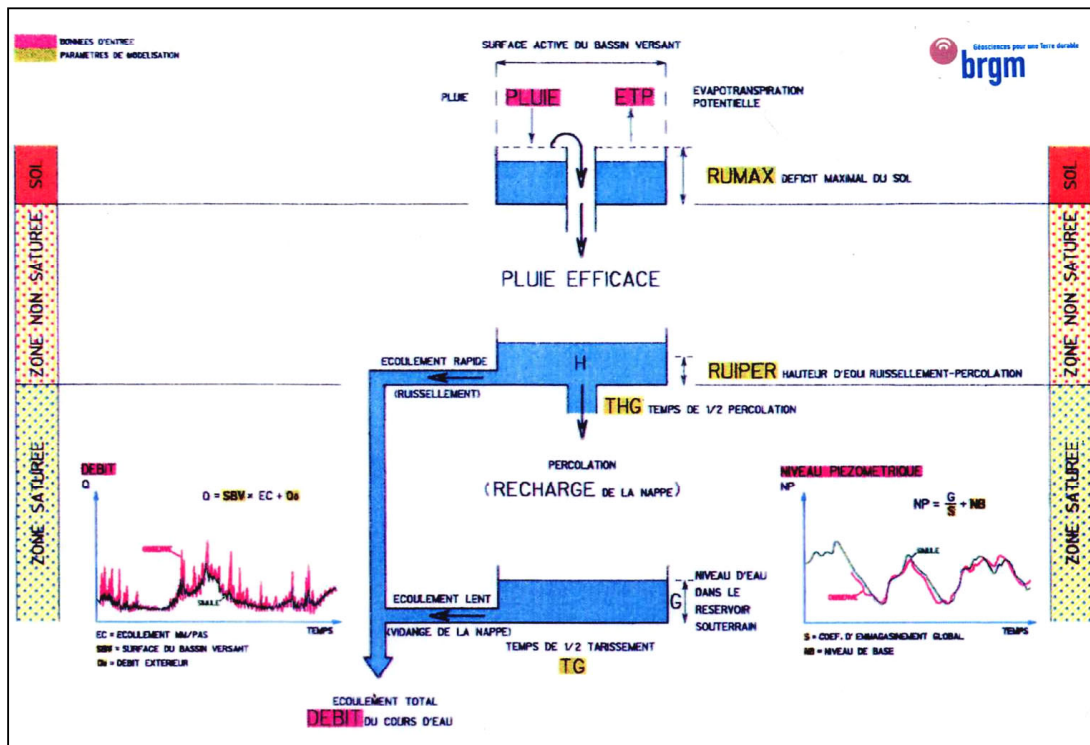 DONNEES D'ENTREE
PARAMETRES DE MODELISATION
SURFACE ACTIVE DU BASSIN VERSANT
Géosciences pour une Terre durable
brgm
PLUIE
PLUIE
ETP
EVAPOTRANSPIRATION
POTENTIELLE
SOL
RUMAX DEFICIT MAXIMAL DU SOL
SOL
ZONE NON SATUREE
PLUIE EFFICACE
ZONE NON SATUREE
ECOULEMENT RAPIDE
H
(RUISSELLEMENT)
RUIPER HAUTEUR D'EQUI RUISSELLEMENT-PERCOLATION
THG TEMPS DE 1/2 PERCOLATION
ZONE SATUREE
PERCOLATION
(RECHARGE DE LA NAPPE)
ZONE SATUREE
DEBIT
Q
Q = SBV * EC + Qs
OBSERVE
SIMULE
TEMPS
EC = ECOULEMENT MM/PAS
SBV = SURFACE DU BASSIN VERSANT
= DEBIT EXTERIEUR
NIVEAU PIEZOMETRIQUE
NP
NP = G/S + NB
SIMULE
OBSERVE
TEMPS
S = COEF. D'EMMAGASINEMENT GLOBAL
NB = NIVEAU DE BASE
ECOULEMENT LENT
(VIDANGE DE LA NAPPE)
G
NIVEAU D'EAU
DANS LE
RESERVOIR
SOUTERRAIN
TEMPS DE 1/2 TARISSEMENT
TG
ECOULEMENT TOTAL
DEBIT DU COURS D'EAU